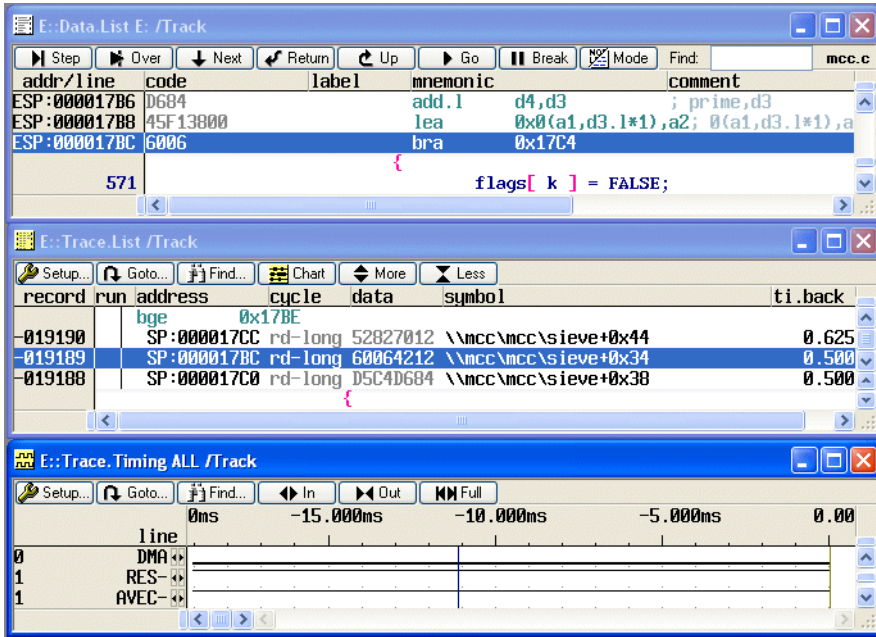 E::Data.List E: /Track
Step Over Next Return Up Go Break Mode Find: mcc.c
addr/line code label mnemonic comment
ESP:000017B6 D684 add.l d4,d3 ; prime,d3
ESP:000017B8 45F13800 lea 0x0(a1,d3.l*1),a2; 0(a1,d3.l*1),a
ESP:000017BC 6006 bra 0x17C4
{
571 flags[ k ] = FALSE;
E::Trace.List /Track
Setup... Goto... Find... Chart More Less
record run address cycle data symbol ti.back
bge 0x17BE
-019190 SP:000017CC rd-long 52827012 \\mcc\mcc\sieve+0x44 0.625
-019189 SP:000017BC rd-long 60064212 \\mcc\mcc\sieve+0x34 0.500
-019188 SP:000017C0 rd-long D5C4D684 \\mcc\mcc\sieve+0x38 0.500
{
E::Trace.Timing ALL /Track
Setup... Goto... Find... In Out Full
0ms -15.000ms -10.000ms -5.000ms 0.00
line
0 DMA
1 RES-
1 AVEC-